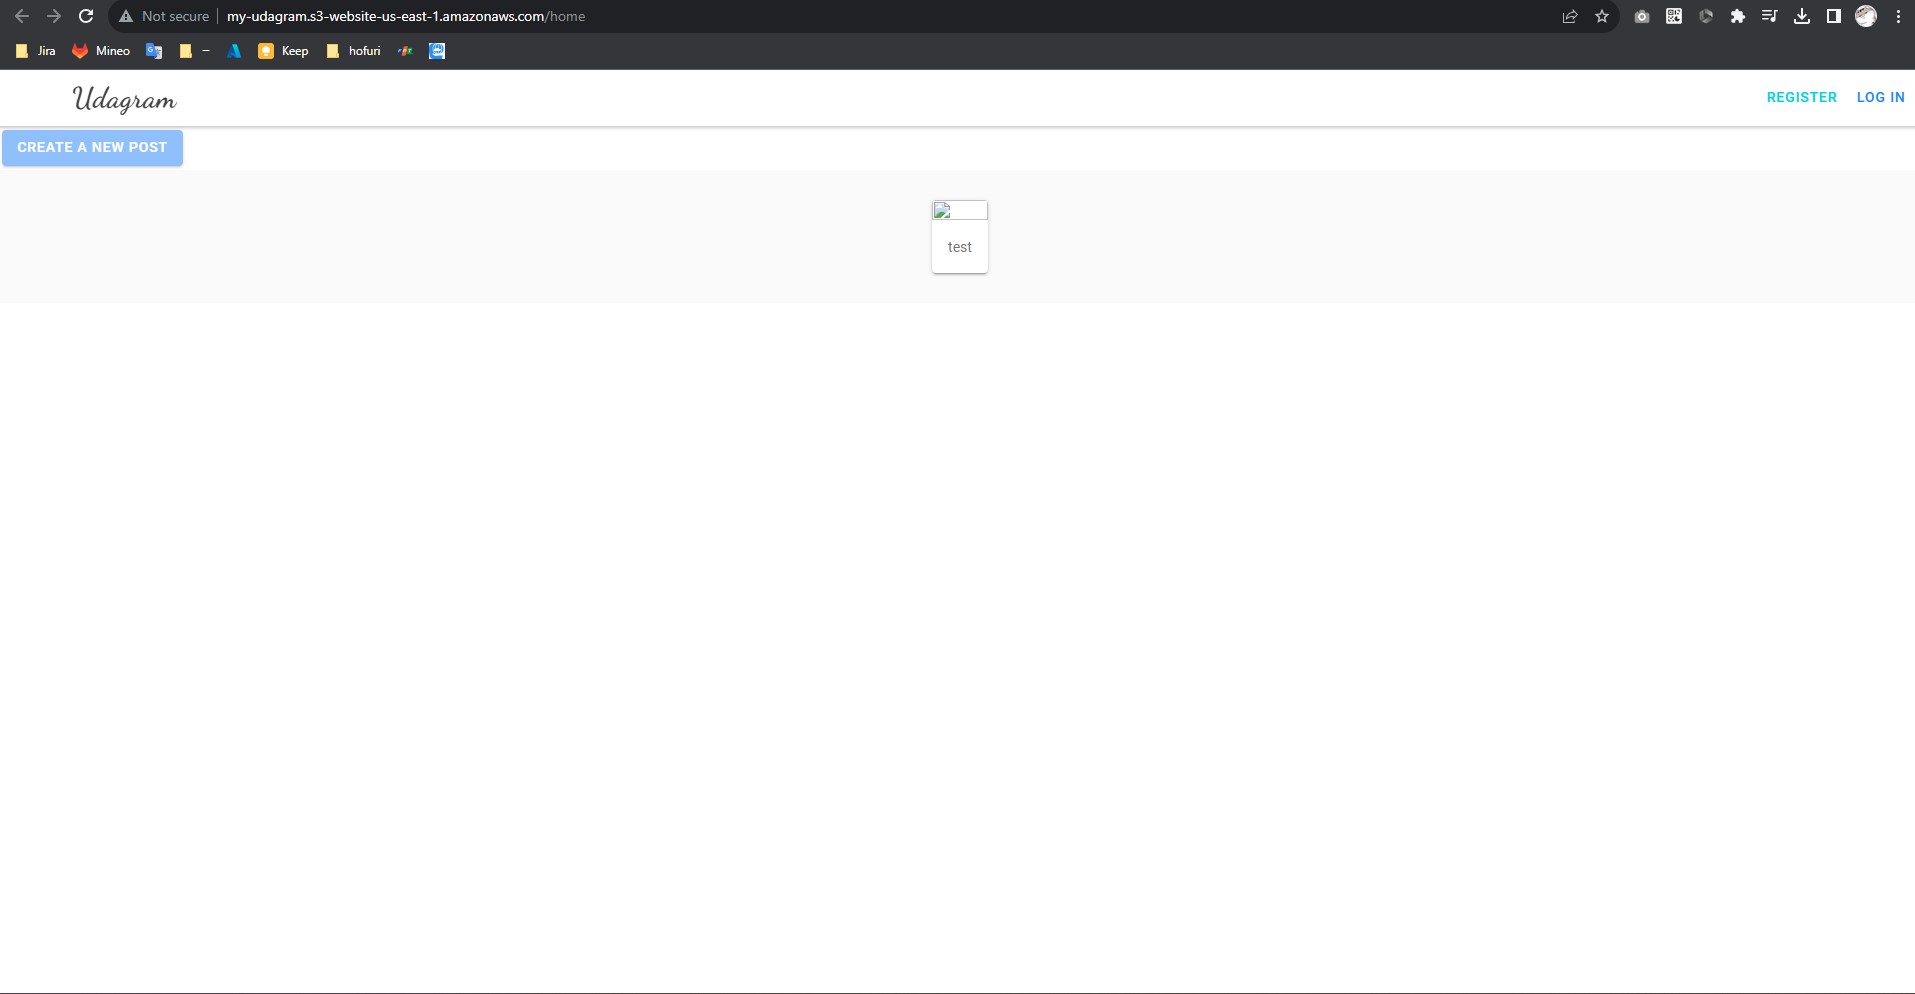 Not secure my-udagram.s3-website-us-east-1.amazonaws.com/home
Jira Mineo – Keep hofuri
Udagram REGISTER LOG IN
CREATE A NEW POST
test